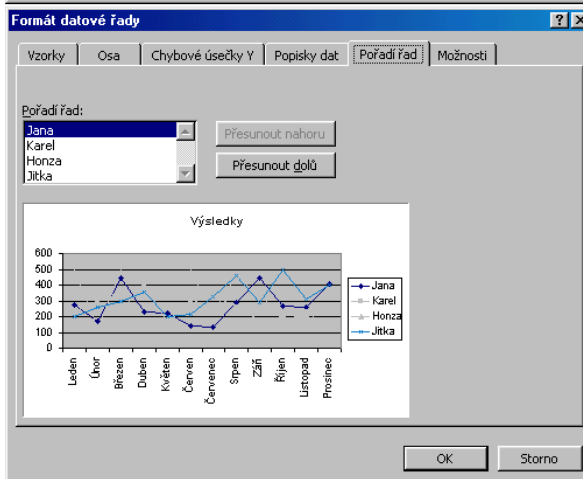 Formát datové řady
Vzorky Osa Chybové úsečky Y Popisky dat Pořadí řad Možnosti
Pořadí řad:
Jana
Karel
Honza
Jitka
Přesunout nahoru
Přesunout dolů
Výsledky
600
500
400
300
200
100
0
Leden
Únor
Březen
Duben
Květen
Červen
Červenec
Srpen
Září
Říjen
Listopad
Prosinec
Jana
Karel
Honza
Jitka
OK Storno